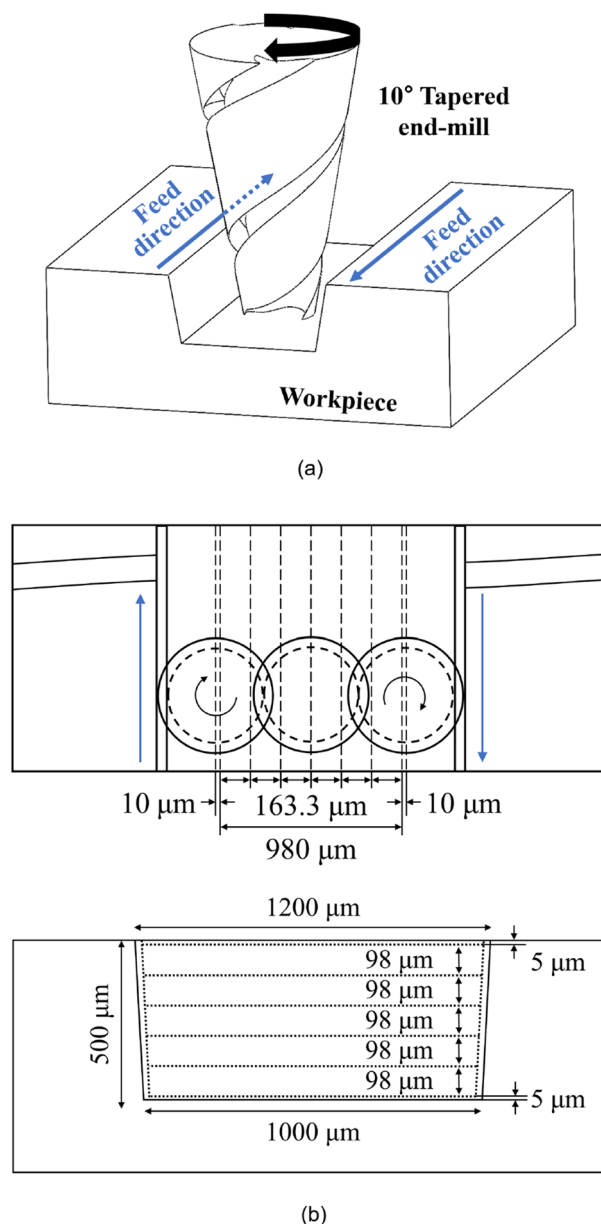 10° Tapered
end-mill
Feed
direction
Feed
direction
Workpiece
(a)
10 μm
163.3 μm
10 μm
980 μm
1200 μm
500 μm
98 μm
98 μm
98 μm
98 μm
98 μm
5 μm
5 μm
1000 μm
(b)